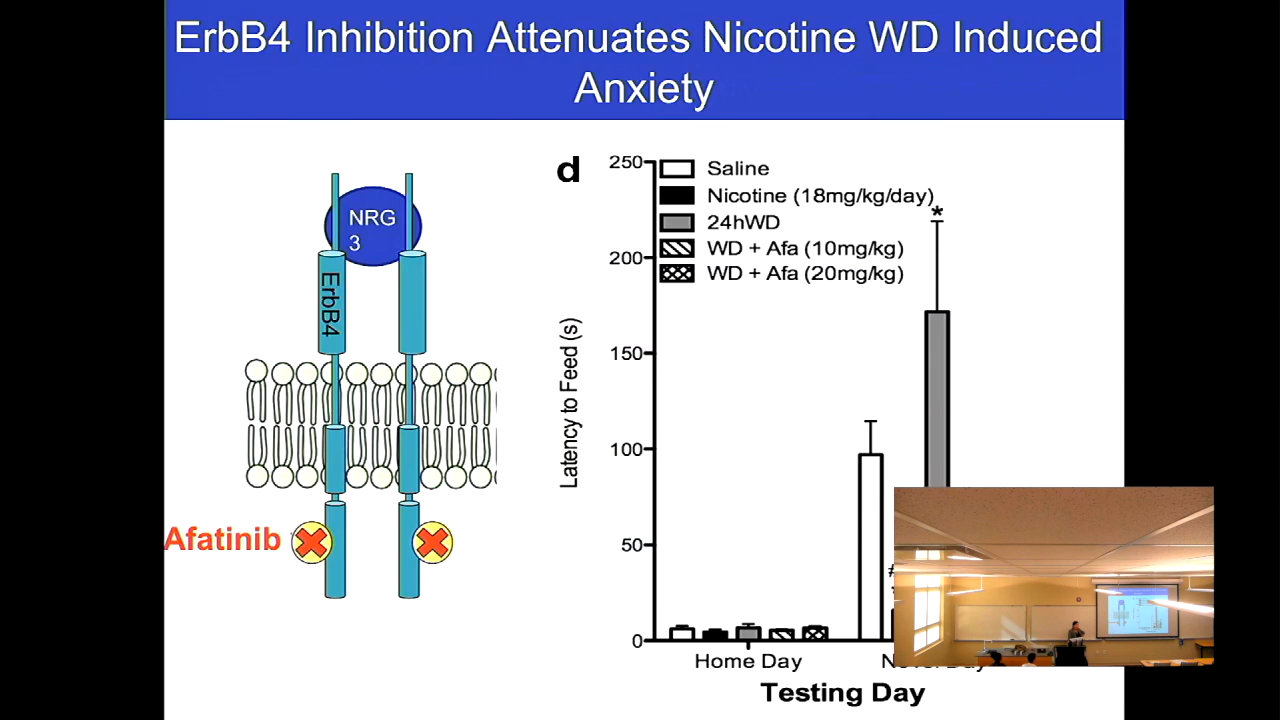 ErbB4 Inhibition Attenuates Nicotine WD Induced
Anxiety
NRG
3
ErbB4
Afatinib
d
Latency to Feed (s)
250
200
150
100
50
0
Saline
Nicotine (18mg/kg/day)
24hWD
WD + Afa (10mg/kg)
WD + Afa (20mg/kg)
*
Home Day
Testing Day